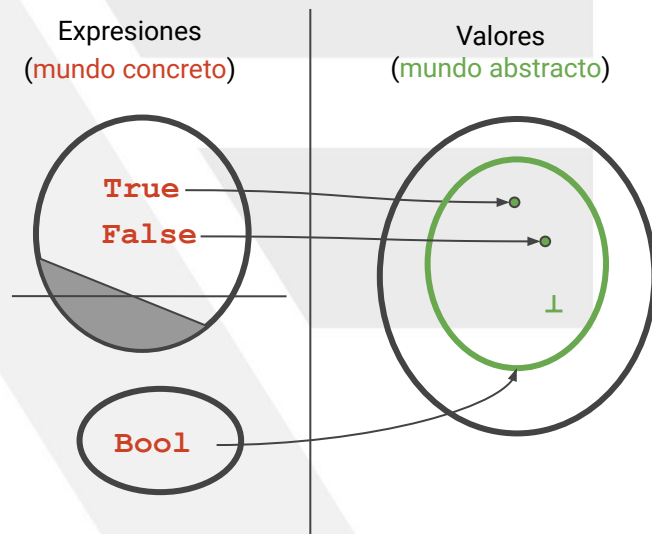 Expresiones
(mundo concreto)
Valores
(mundo abstracto)
True
False
⊥
Bool